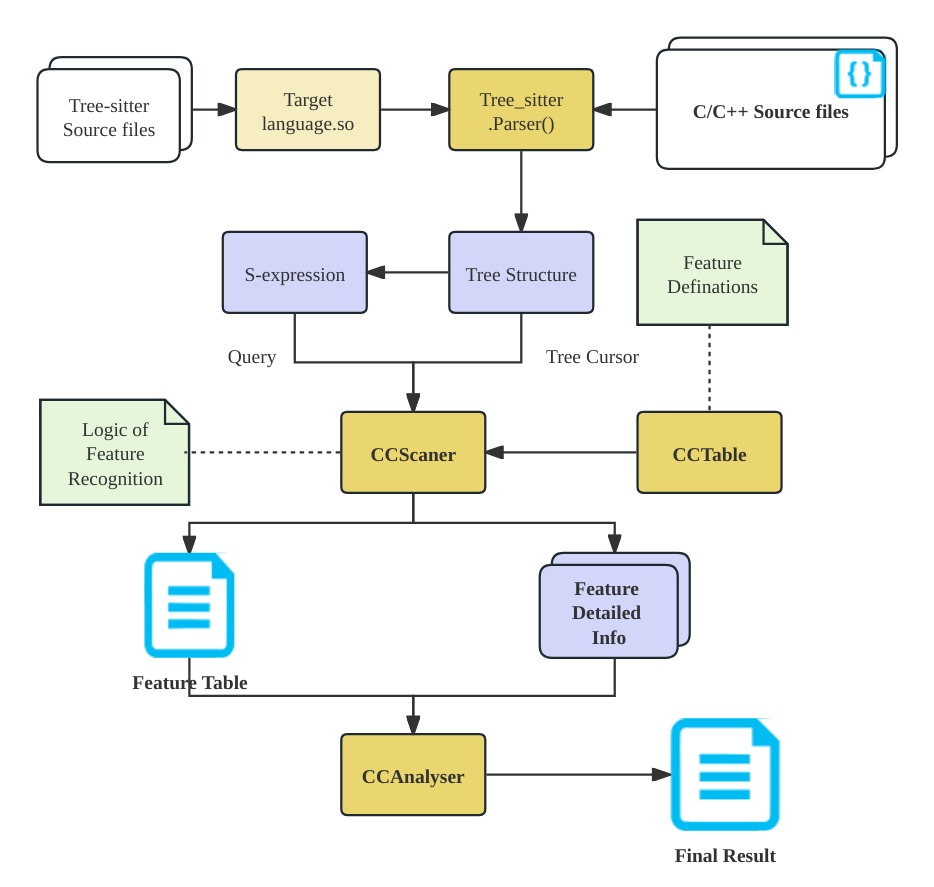 Tree-sitter
Source files
Target
language.so
Tree_sitter
.Parser()
{ }
C/C++ Source files
S-expression
Tree Structure
Feature
Definations
Query
Tree Cursor
Logic of
Feature
Recognition
CCScaner
CCTable
Feature
Detailed
Info
Feature Table
CCAnalyser
Final Result